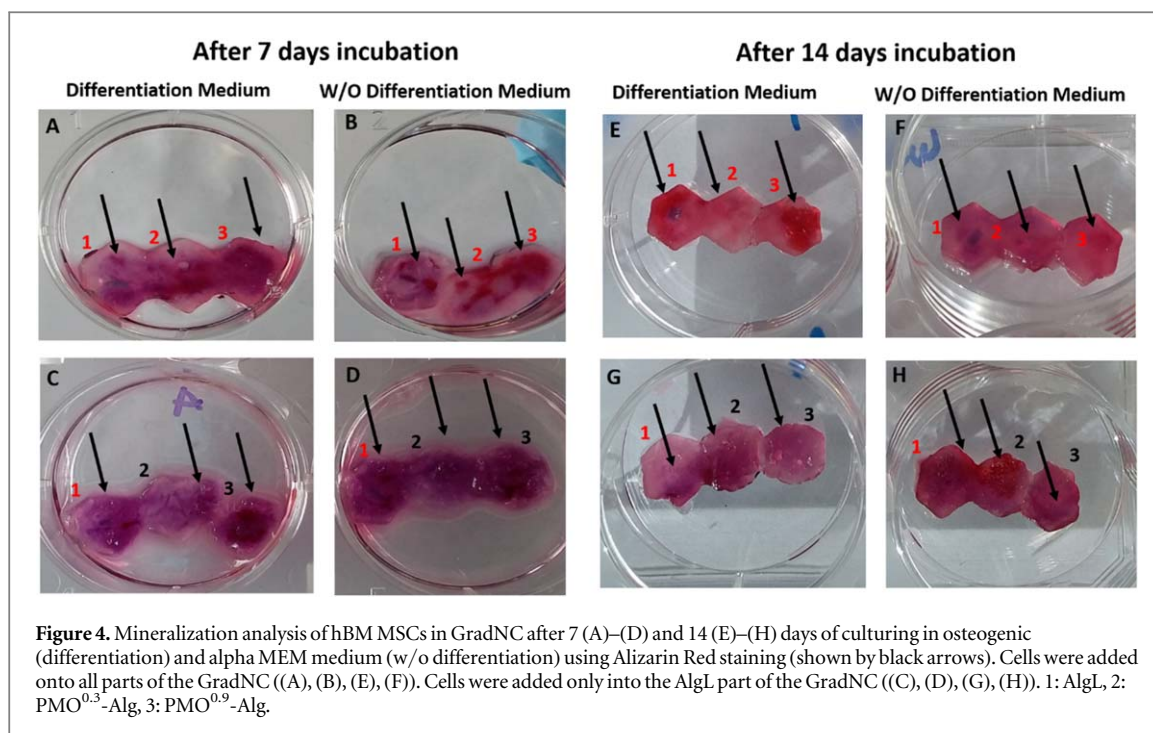 After 7 days incubation
After 14 days incubation
Differentiation Medium
W/O Differentiation Medium
Differentiation Medium
W/O Differentiation Medium
A
1
2
3
B
2
1
2
3
E
1
2
3
F
1
2
3
C
A
1
2
3
D
1
2
3
G
1
2
3
H
1
2
3
Figure 4. Mineralization analysis of hBM MSCs in GradNC after 7 (A)–(D) and 14 (E)–(H) days of culturing in osteogenic
(differentiation) and alpha MEM medium (w/o differentiation) using Alizarin Red staining (shown by black arrows). Cells were added
onto all parts of the GradNC ((A), (B), (E), (F)). Cells were added only into the AlgL part of the GradNC ((C), (D), (G), (H)). 1: AlgL, 2:
PMO^0.3-Alg, 3: PMO^0.9-Alg.